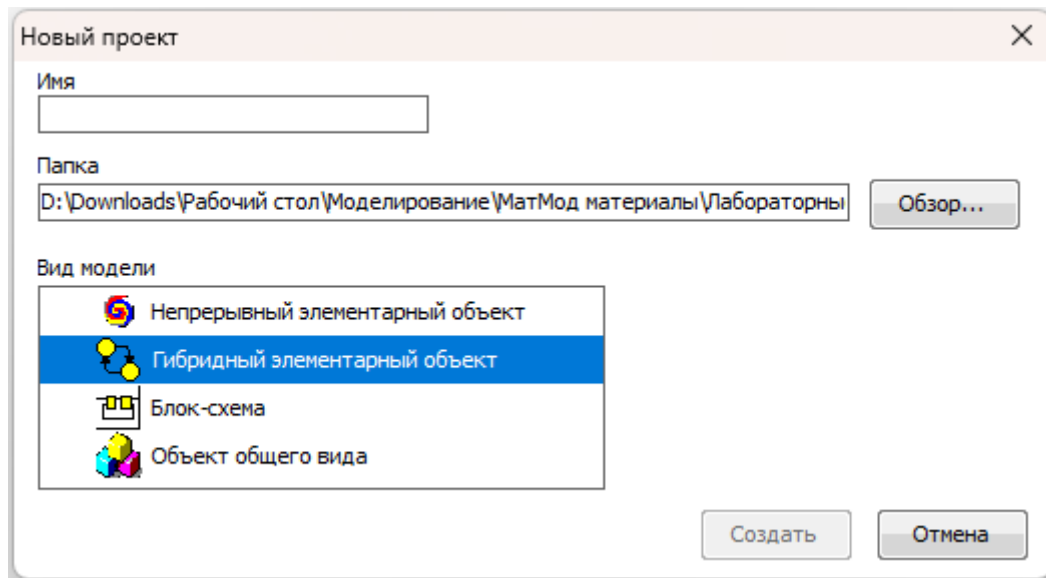 Новый проект
Имя
Папка
D:\Downloads\Рабочий стол\Моделирование\МатМод материалы\Лабораторны
Обзор...
Вид модели
Непрерывный элементарный объект
Гибридный элементарный объект
Блок-схема
Объект общего вида
Создать Отмена